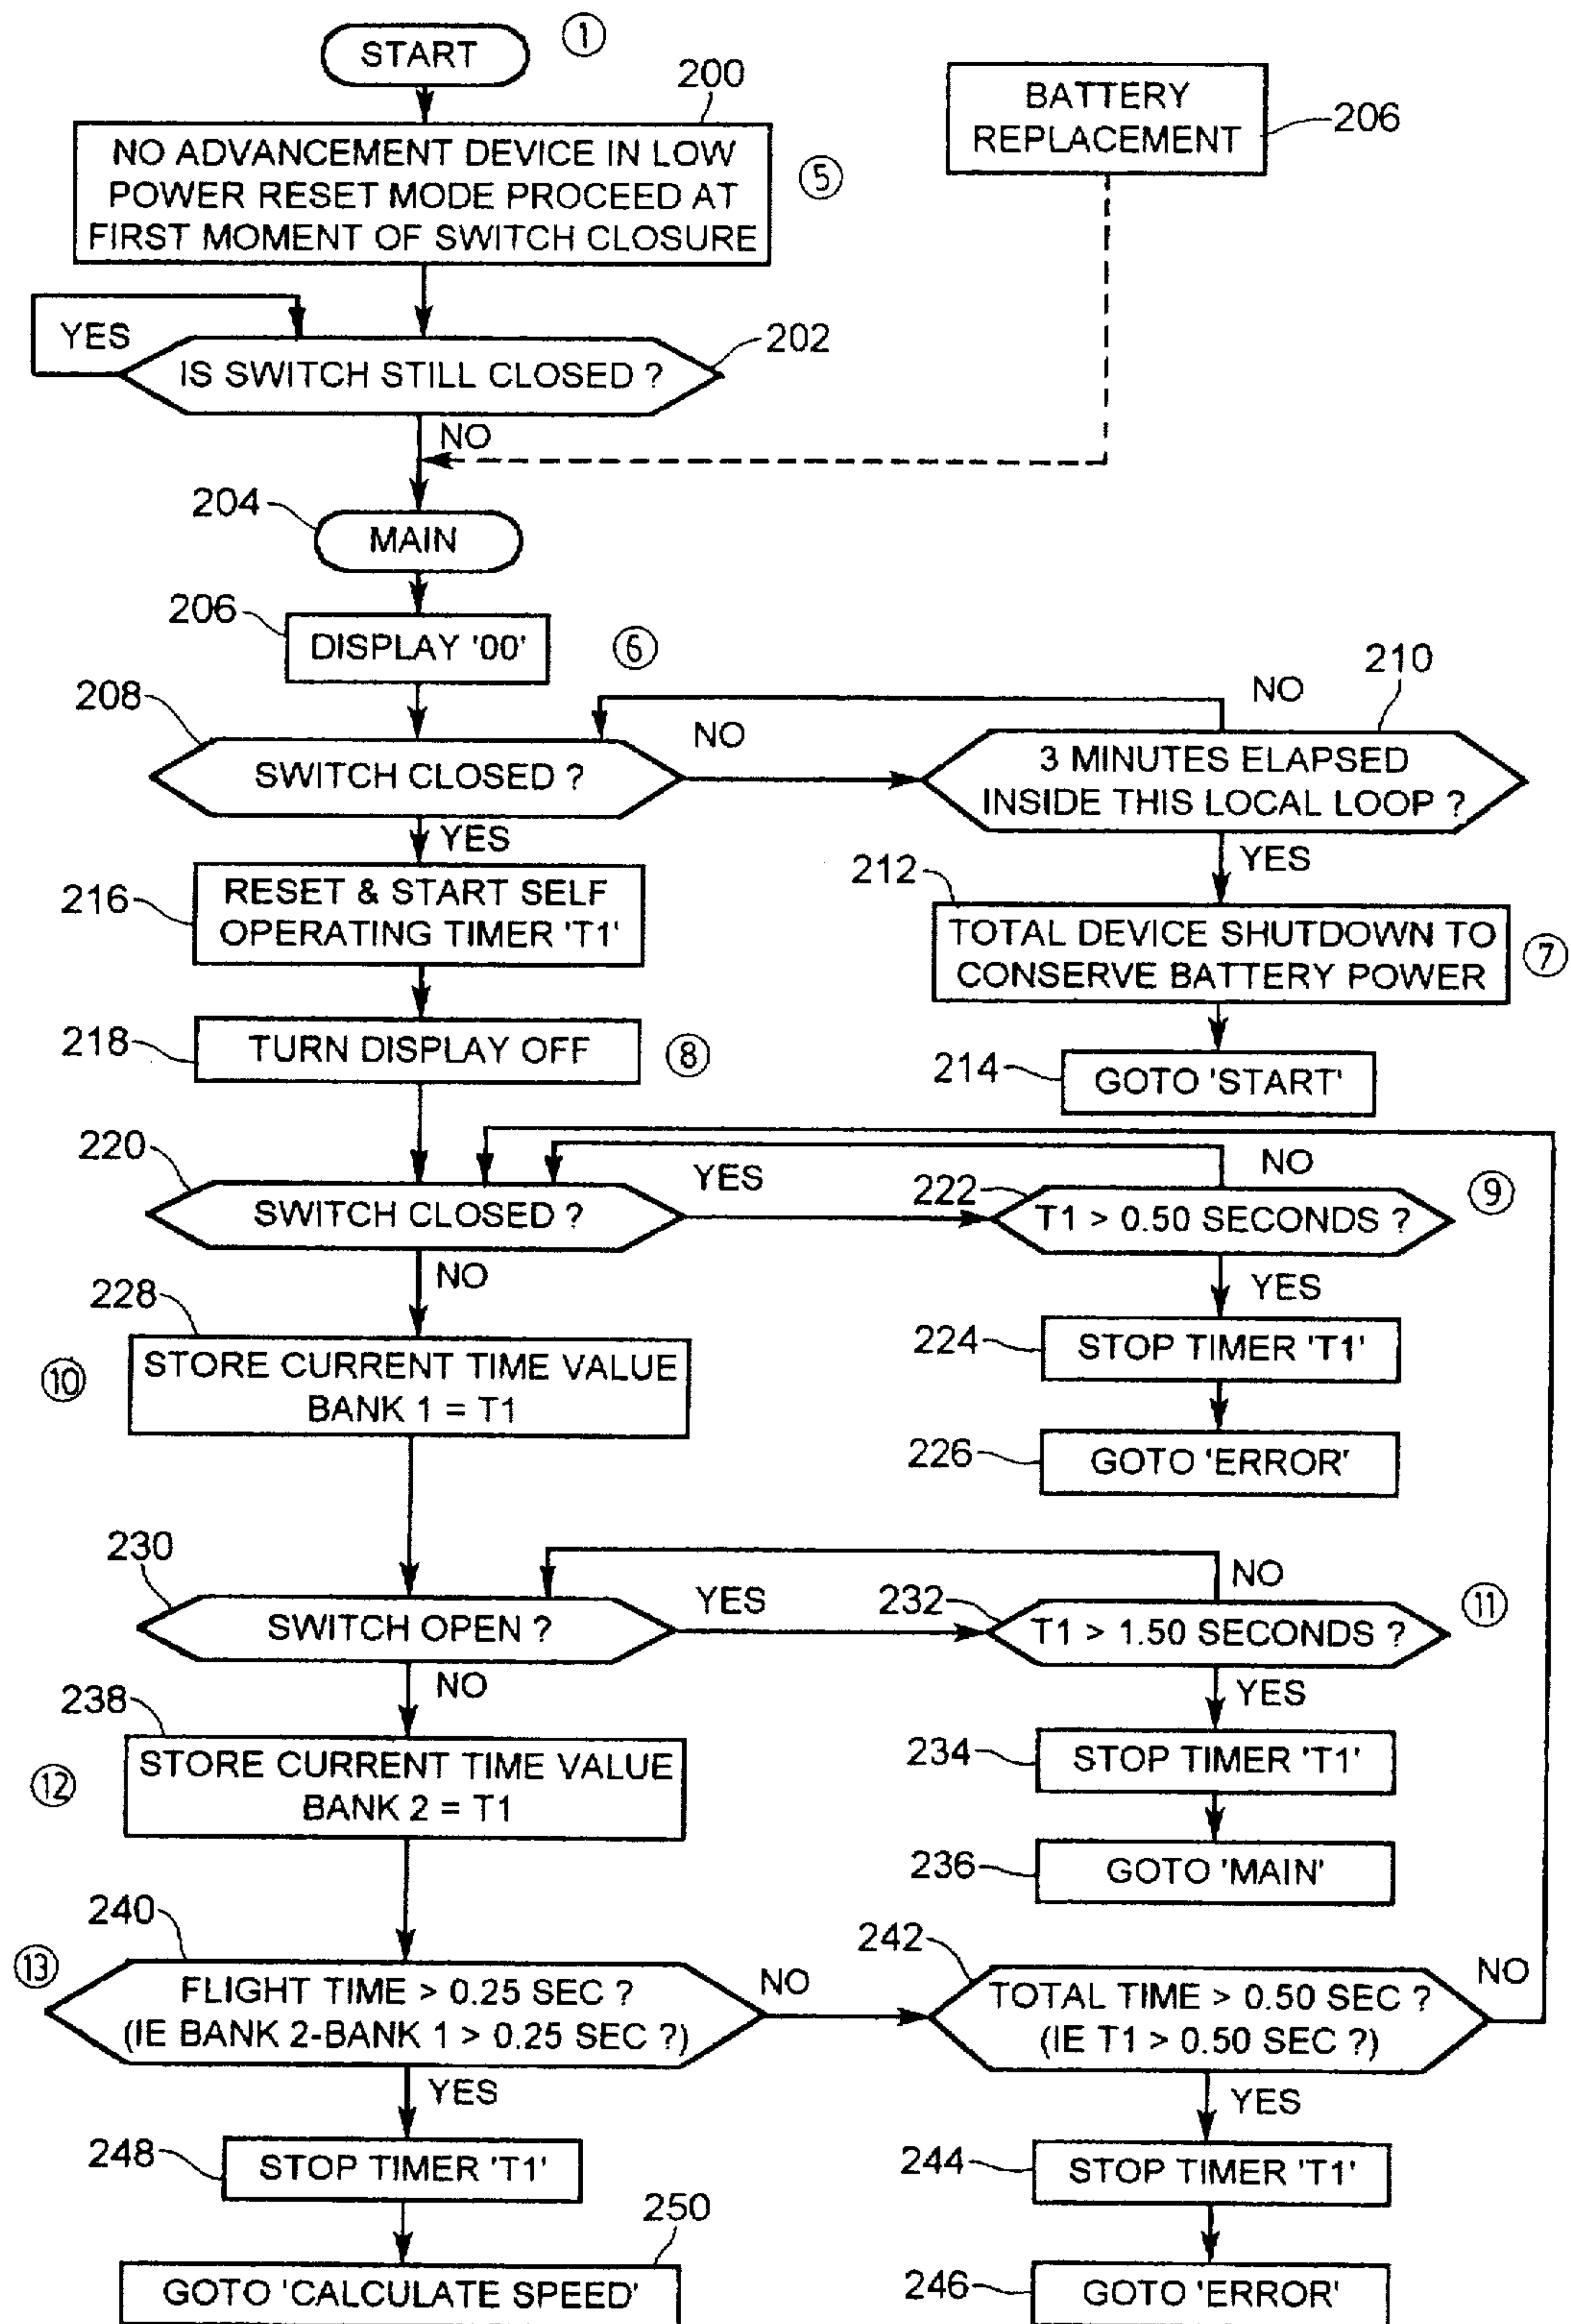 START
①
200
NO ADVANCEMENT DEVICE IN LOW
POWER RESET MODE PROCEED AT
FIRST MOMENT OF SWITCH CLOSURE
⑤
BATTERY
REPLACEMENT
206
YES
IS SWITCH STILL CLOSED ?
202
NO
204
MAIN
206
DISPLAY '00'
⑥
208
SWITCH CLOSED ?
NO
NO
210
3 MINUTES ELAPSED
INSIDE THIS LOCAL LOOP ?
YES
YES
216
RESET & START SELF
OPERATING TIMER 'T1'
212
TOTAL DEVICE SHUTDOWN TO
CONSERVE BATTERY POWER
⑦
218
TURN DISPLAY OFF
⑧
214
GOTO 'START'
220
SWITCH CLOSED ?
YES
NO
222
T1 > 0.50 SECONDS ?
⑨
NO
YES
228
STORE CURRENT TIME VALUE
BANK 1 = T1
⑩
224
STOP TIMER 'T1'
226
GOTO 'ERROR'
230
SWITCH OPEN ?
YES
NO
232
T1 > 1.50 SECONDS ?
⑪
NO
YES
238
STORE CURRENT TIME VALUE
BANK 2 = T1
⑫
234
STOP TIMER 'T1'
236
GOTO 'MAIN'
240
⑬
FLIGHT TIME > 0.25 SEC ?
(IE BANK 2-BANK 1 > 0.25 SEC ?)
NO
242
TOTAL TIME > 0.50 SEC ?
(IE T1 > 0.50 SEC ?)
NO
YES
YES
248
STOP TIMER 'T1'
244
STOP TIMER 'T1'
250
GOTO 'CALCULATE SPEED'
246
GOTO 'ERROR'